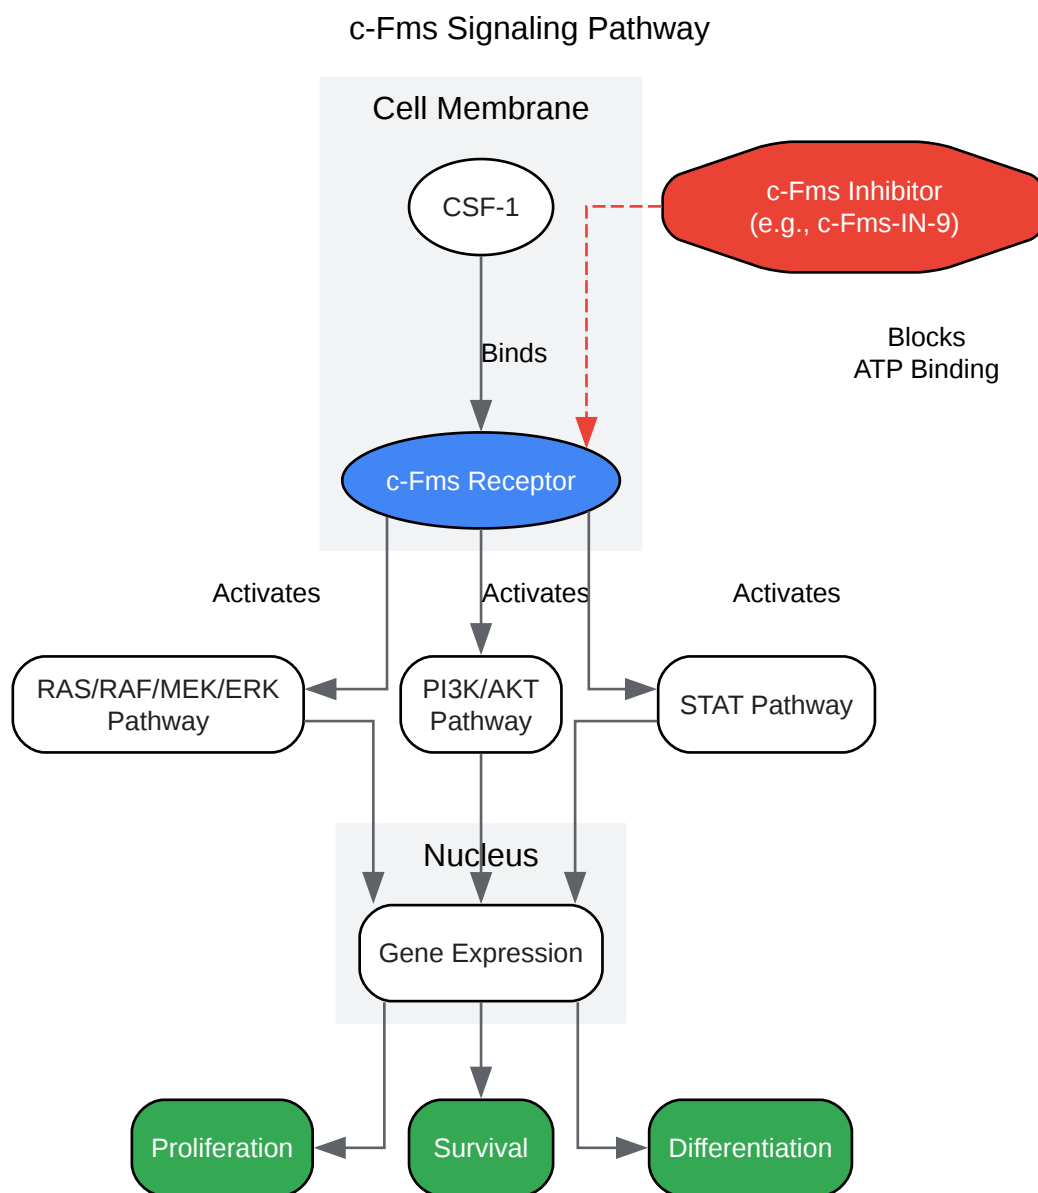 c-Fms Signaling Pathway
Cell Membrane
CSF-1
c-Fms Inhibitor
(e.g., c-Fms-IN-9)
Binds
Blocks
ATP Binding
c-Fms Receptor
Activates
Activates
Activates
RAS/RAF/MEK/ERK
Pathway
PI3K/AKT
Pathway
STAT Pathway
Nucleus
Gene Expression
Proliferation
Survival
Differentiation